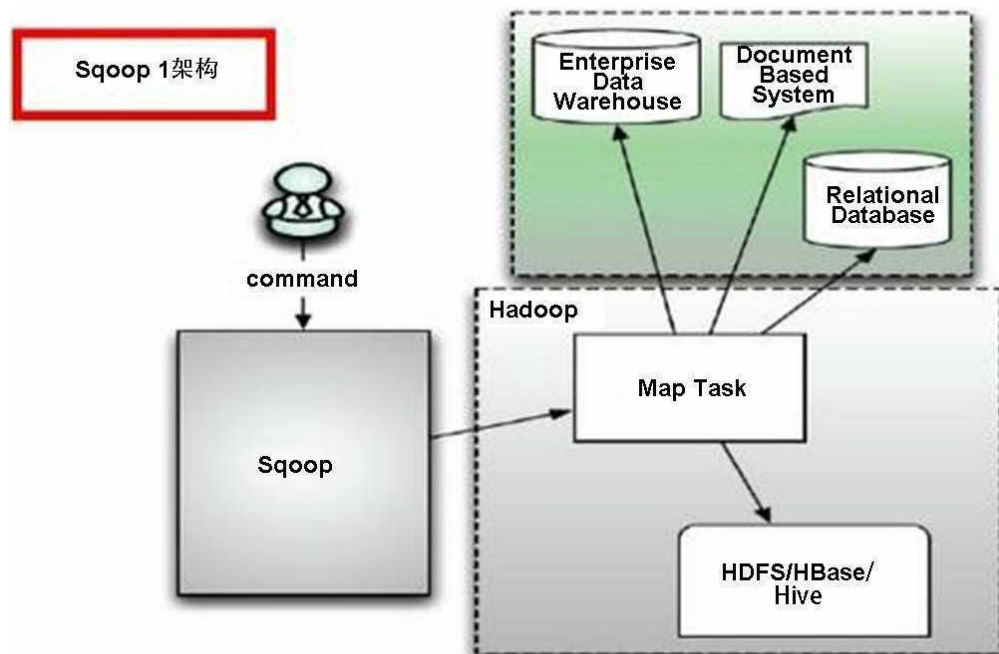 Sqoop 1架构
Enterprise
Data
Warehouse
Document
Based
System
Relational
Database
command
Hadoop
Map Task
Sqoop
HDFS/HBase/
Hive